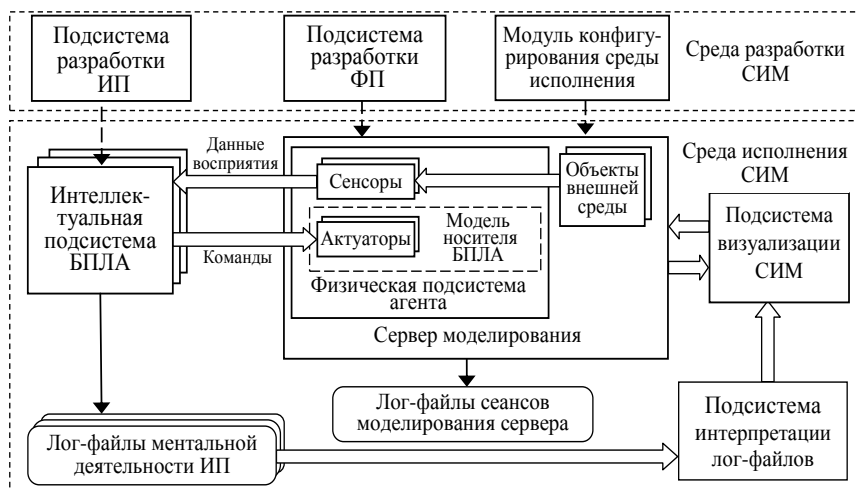 Подсистема
разработки
ИП
Подсистема
разработки
ФП
Модуль конфигу-
рирования среды
исполнения
Среда разработки
СИМ
Данные
восприятия
Интеллек-
туальная
подсистема
БПЛА
Команды
Сенсоры
Актуаторы
Модель
носителя
БПЛА
Физическая подсистема
агента
Объекты
внешней
среды
Сервер моделирования
Среда исполнения
СИМ
Подсистема
визуализации
СИМ
Лог-файлы сеансов
моделирования сервера
Лог-файлы ментальной
деятельности ИП
Подсистема
интерпретации
лог-файлов